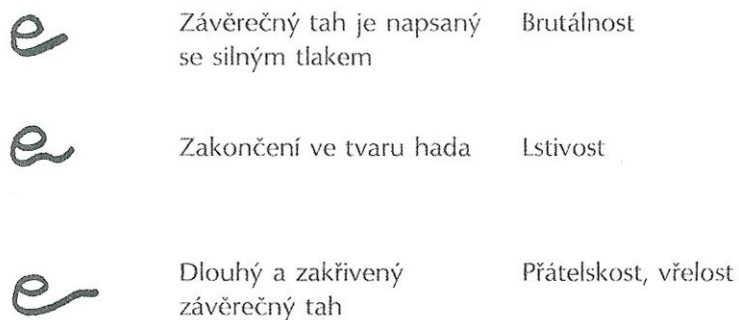 e Závěrečný tah je napsaný Brutálnost
se silným tlakem
e Zakončení ve tvaru hada Lstivost
e Dlouhý a zakřivený Přátelskost, vřelost
závěrečný tah